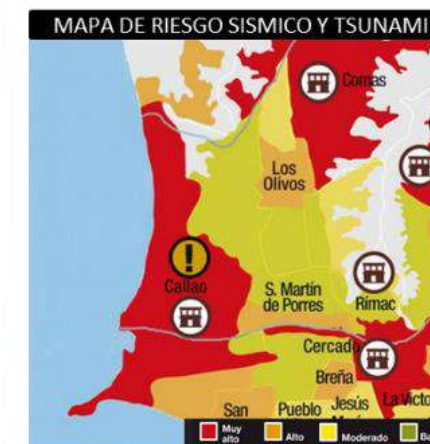 MAPA DE RIESGO SISMICO Y TSUNAMI
Comas
Los
Olivos
Callao
S. Martín
de Porres
Rímac
Cercado
Breña
San
Pueblo
Jesús
La Victo
Muy
alto
Alto
Moderado
Ba